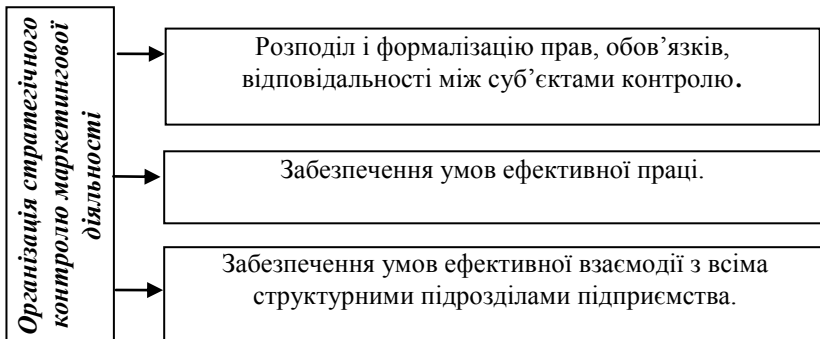 Організація стратегічного
контролю маркетингової
діяльності
Розподіл і формалізацію прав, обов’язків,
відповідальності між суб’єктами контролю.
Забезпечення умов ефективної праці.
Забезпечення умов ефективної взаємодії з всіма
структурними підрозділами підприємства.